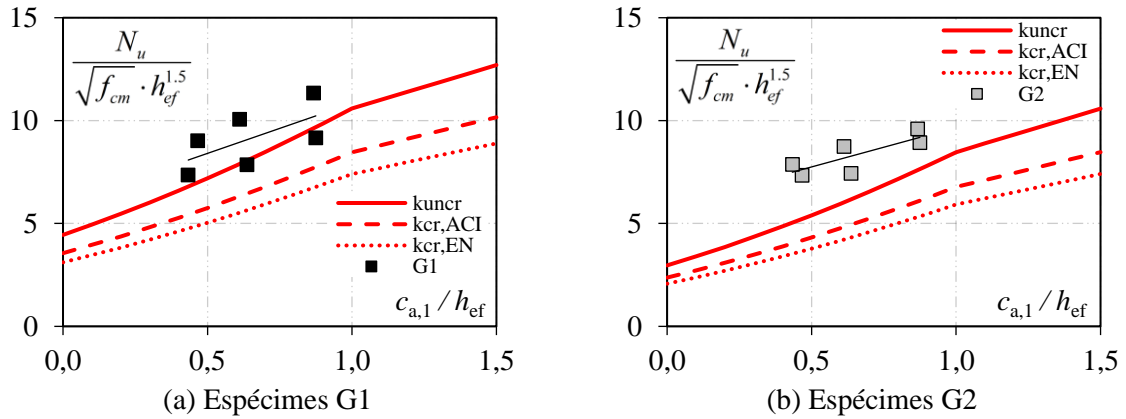 15
10
5
0
N_u
√f_cm · h_ef^1.5
kuncr
kcr,ACI
kcr,EN
G1
c_a,1 / h_ef
0,0 0,5 1,0 1,5
(a) Espécimes G1
15
10
5
0
N_u
√f_cm · h_ef^1.5
kuncr
kcr,ACI
kcr,EN
G2
c_a,1 / h_ef
0,0 0,5 1,0 1,5
(b) Espécimes G2